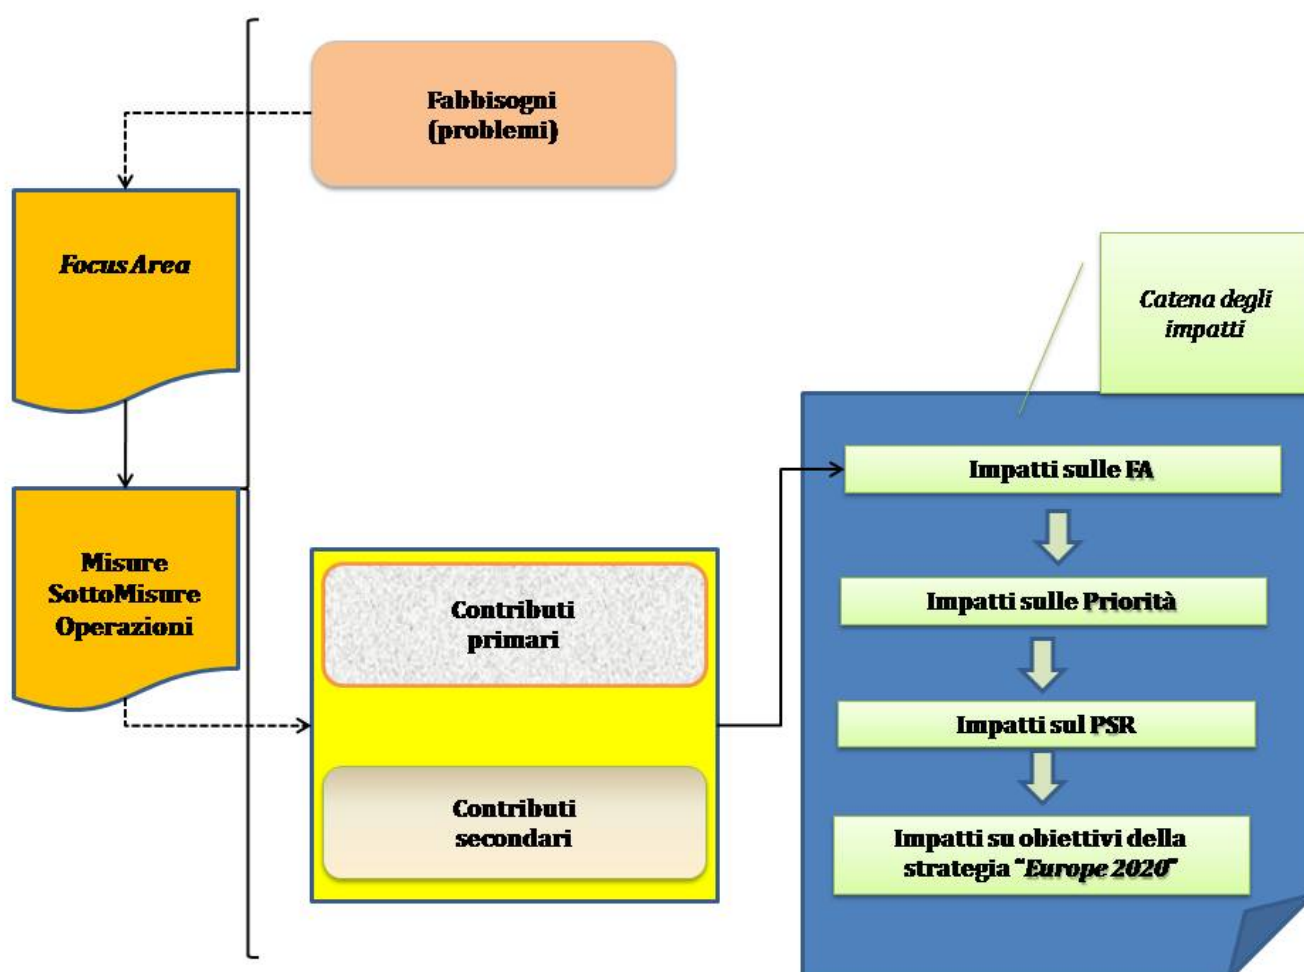 Fabbisogni
(problemi)
Focus Area
Misure
SottoMisure
Operazioni
Contributi
primari
Contributi
secondari
Catena degli
impatti
Impatti sulle FA
Impatti sulle Priorità
Impatti sul PSR
Impatti su obiettivi della
strategia “Europe 2020”